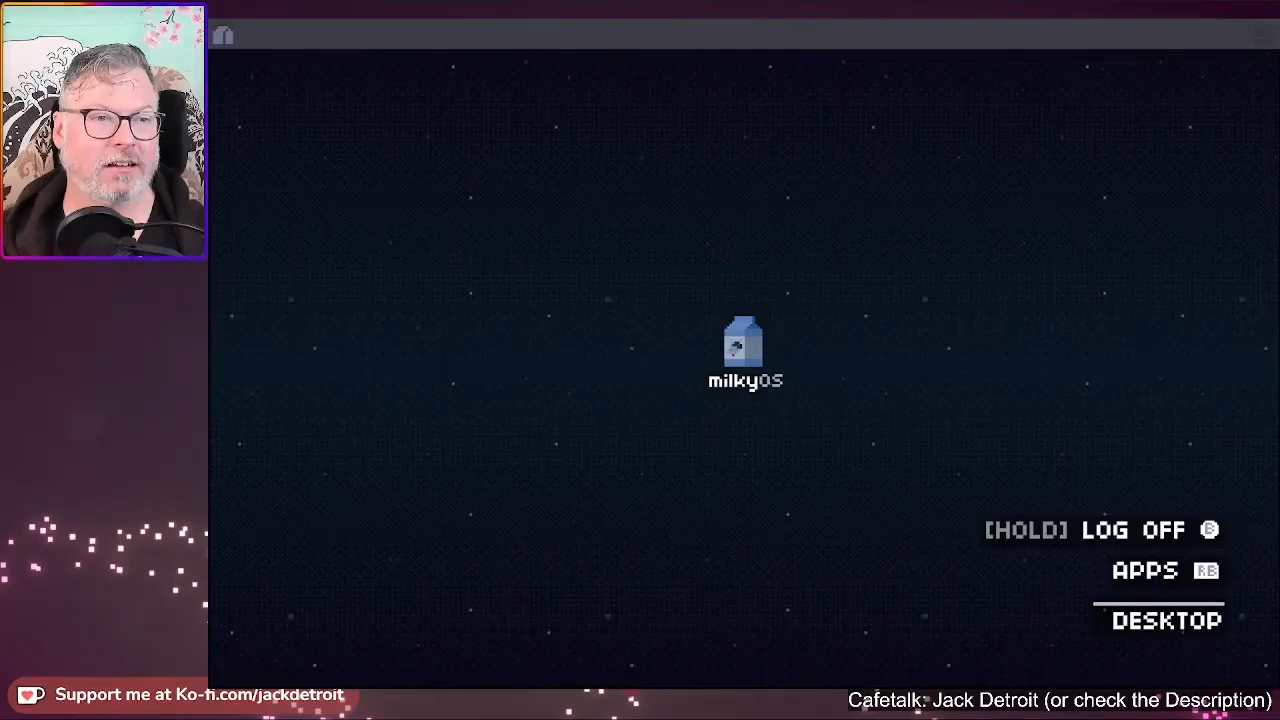 milkyOS
[HOLD] LOG OFF B
APPS RB
DESKTOP
Support me at Ko-fi.com/jackdetroit
Cafetalk: Jack Detroit (or check the Description)